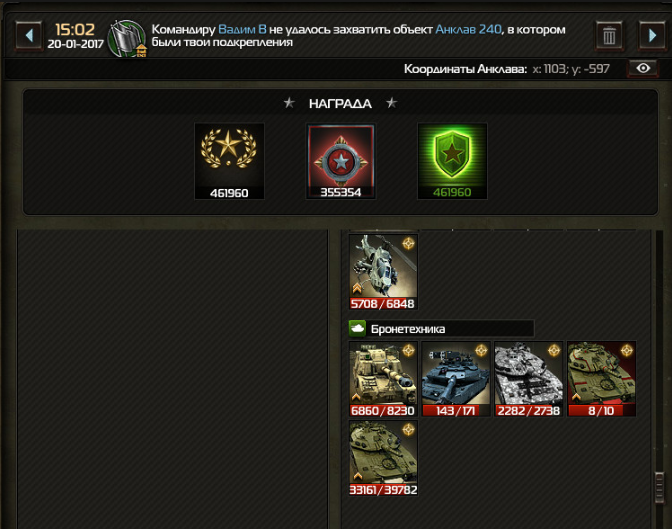 15:02
20-01-2017
Командиру Вадим В не удалось захватить объект Анклав 240, в котором
были твои подкрепления
Координаты Анклава: x: 1103; y: -597
НАГРАДА
461960 355354 461960
5708 / 6848
Бронетехника
6860 / 8230 143 / 171 2282 / 2738 8 / 10
33161 / 39782